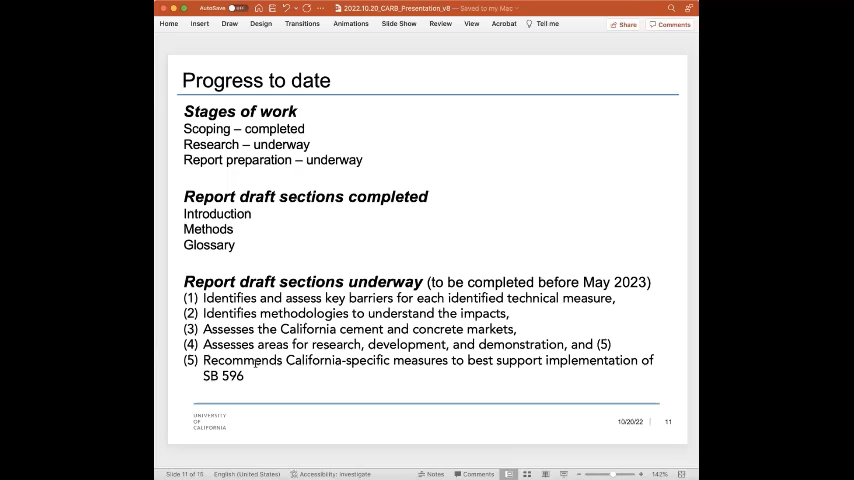 AutoSave OFF
2022.10.20_CARB_Presentation_v8 — Saved to my Mac
Home Insert Draw Design Transitions Animations Slide Show Review View Acrobat Tell me Share Comments
Progress to date
Stages of work
Scoping – completed
Research – underway
Report preparation – underway
Report draft sections completed
Introduction
Methods
Glossary
Report draft sections underway (to be completed before May 2023)
(1) Identifies and assess key barriers for each identified technical measure,
(2) Identifies methodologies to understand the impacts,
(3) Assesses the California cement and concrete markets,
(4) Assesses areas for research, development, and demonstration, and (5)
(5) Recommends California-specific measures to best support implementation of
SB 596
UNIVERSITY
OF
CALIFORNIA
10/20/22 | 11
Slide 11 of 15 English (United States) Accessibility: Investigate Notes Comments 142%